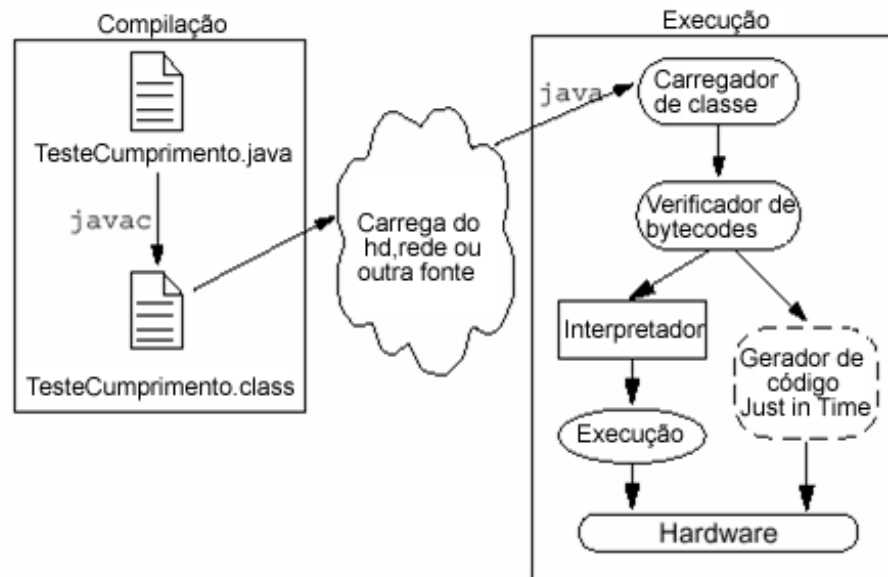 Compilação
TesteCumprimento.java
javac
TesteCumprimento.class
Carrega do
hd,rede ou
outra fonte
Execução
java
Carregador
de classe
Verificador de
bytecodes
Interpretador
Gerador de
código
Just in Time
Execução
Hardware